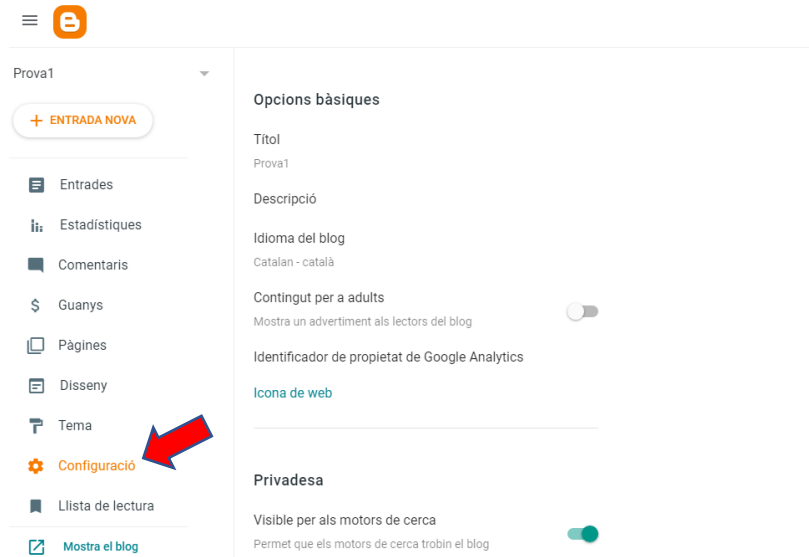 Prova1
+ ENTRADA NOVA
Entrades
Estadístiques
Comentaris
Guanys
Pàgines
Disseny
Tema
Configuració
Llista de lectura
Mostra el blog
Opcions bàsiques
Títol
Prova1
Descripció
Idioma del blog
Catalan - català
Contingut per a adults
Mostra un advertiment als lectors del blog
Identificador de propietat de Google Analytics
Icona de web
Privadesa
Visible per als motors de cerca
Permet que els motors de cerca trobin el blog